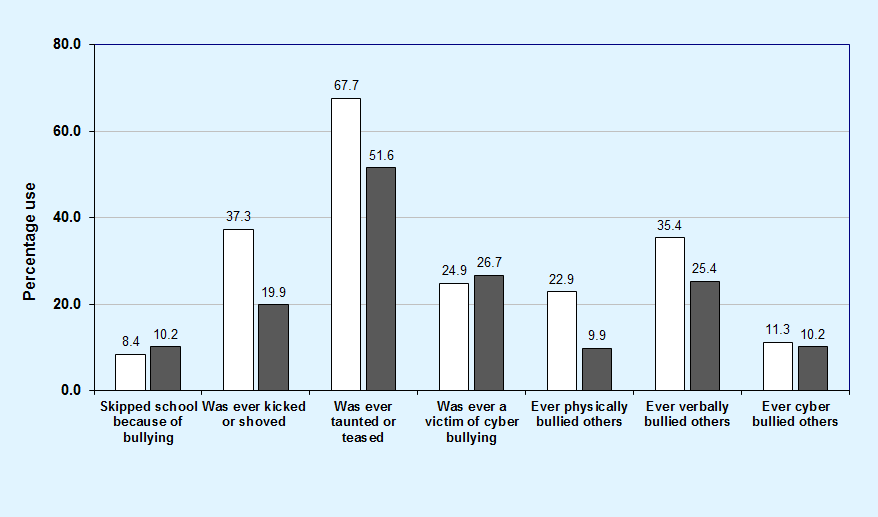 80.0
67.7
60.0
51.6
Percentage use
40.0
37.3
35.4
24.9
26.7
25.4
22.9
20.0
19.9
8.4
10.2
9.9
11.3
10.2
0.0
Skipped school
because of
bullying
Was ever kicked
or shoved
Was ever
taunted or
teased
Was ever a
victim of cyber
bullying
Ever physically
bullied others
Ever verbally
bullied others
Ever cyber
bullied others